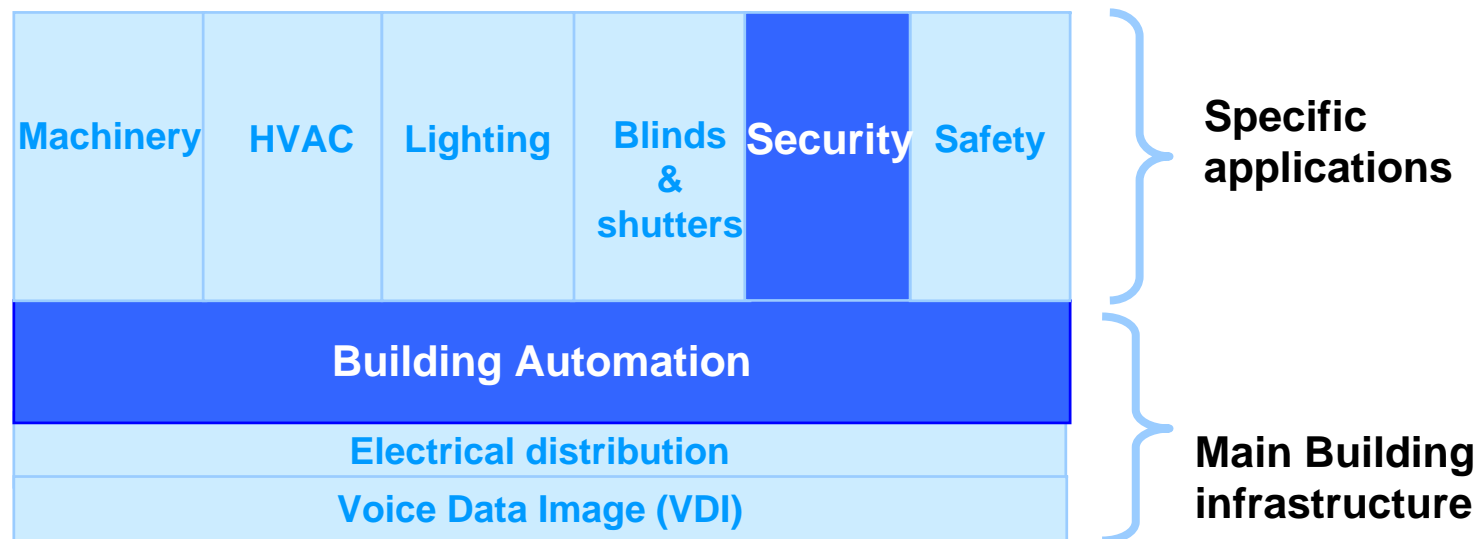 Machinery
HVAC
Lighting
Blinds
&
shutters
Security
Safety
Specific
applications
Building Automation
Electrical distribution
Voice Data Image (VDI)
Main Building
infrastructure